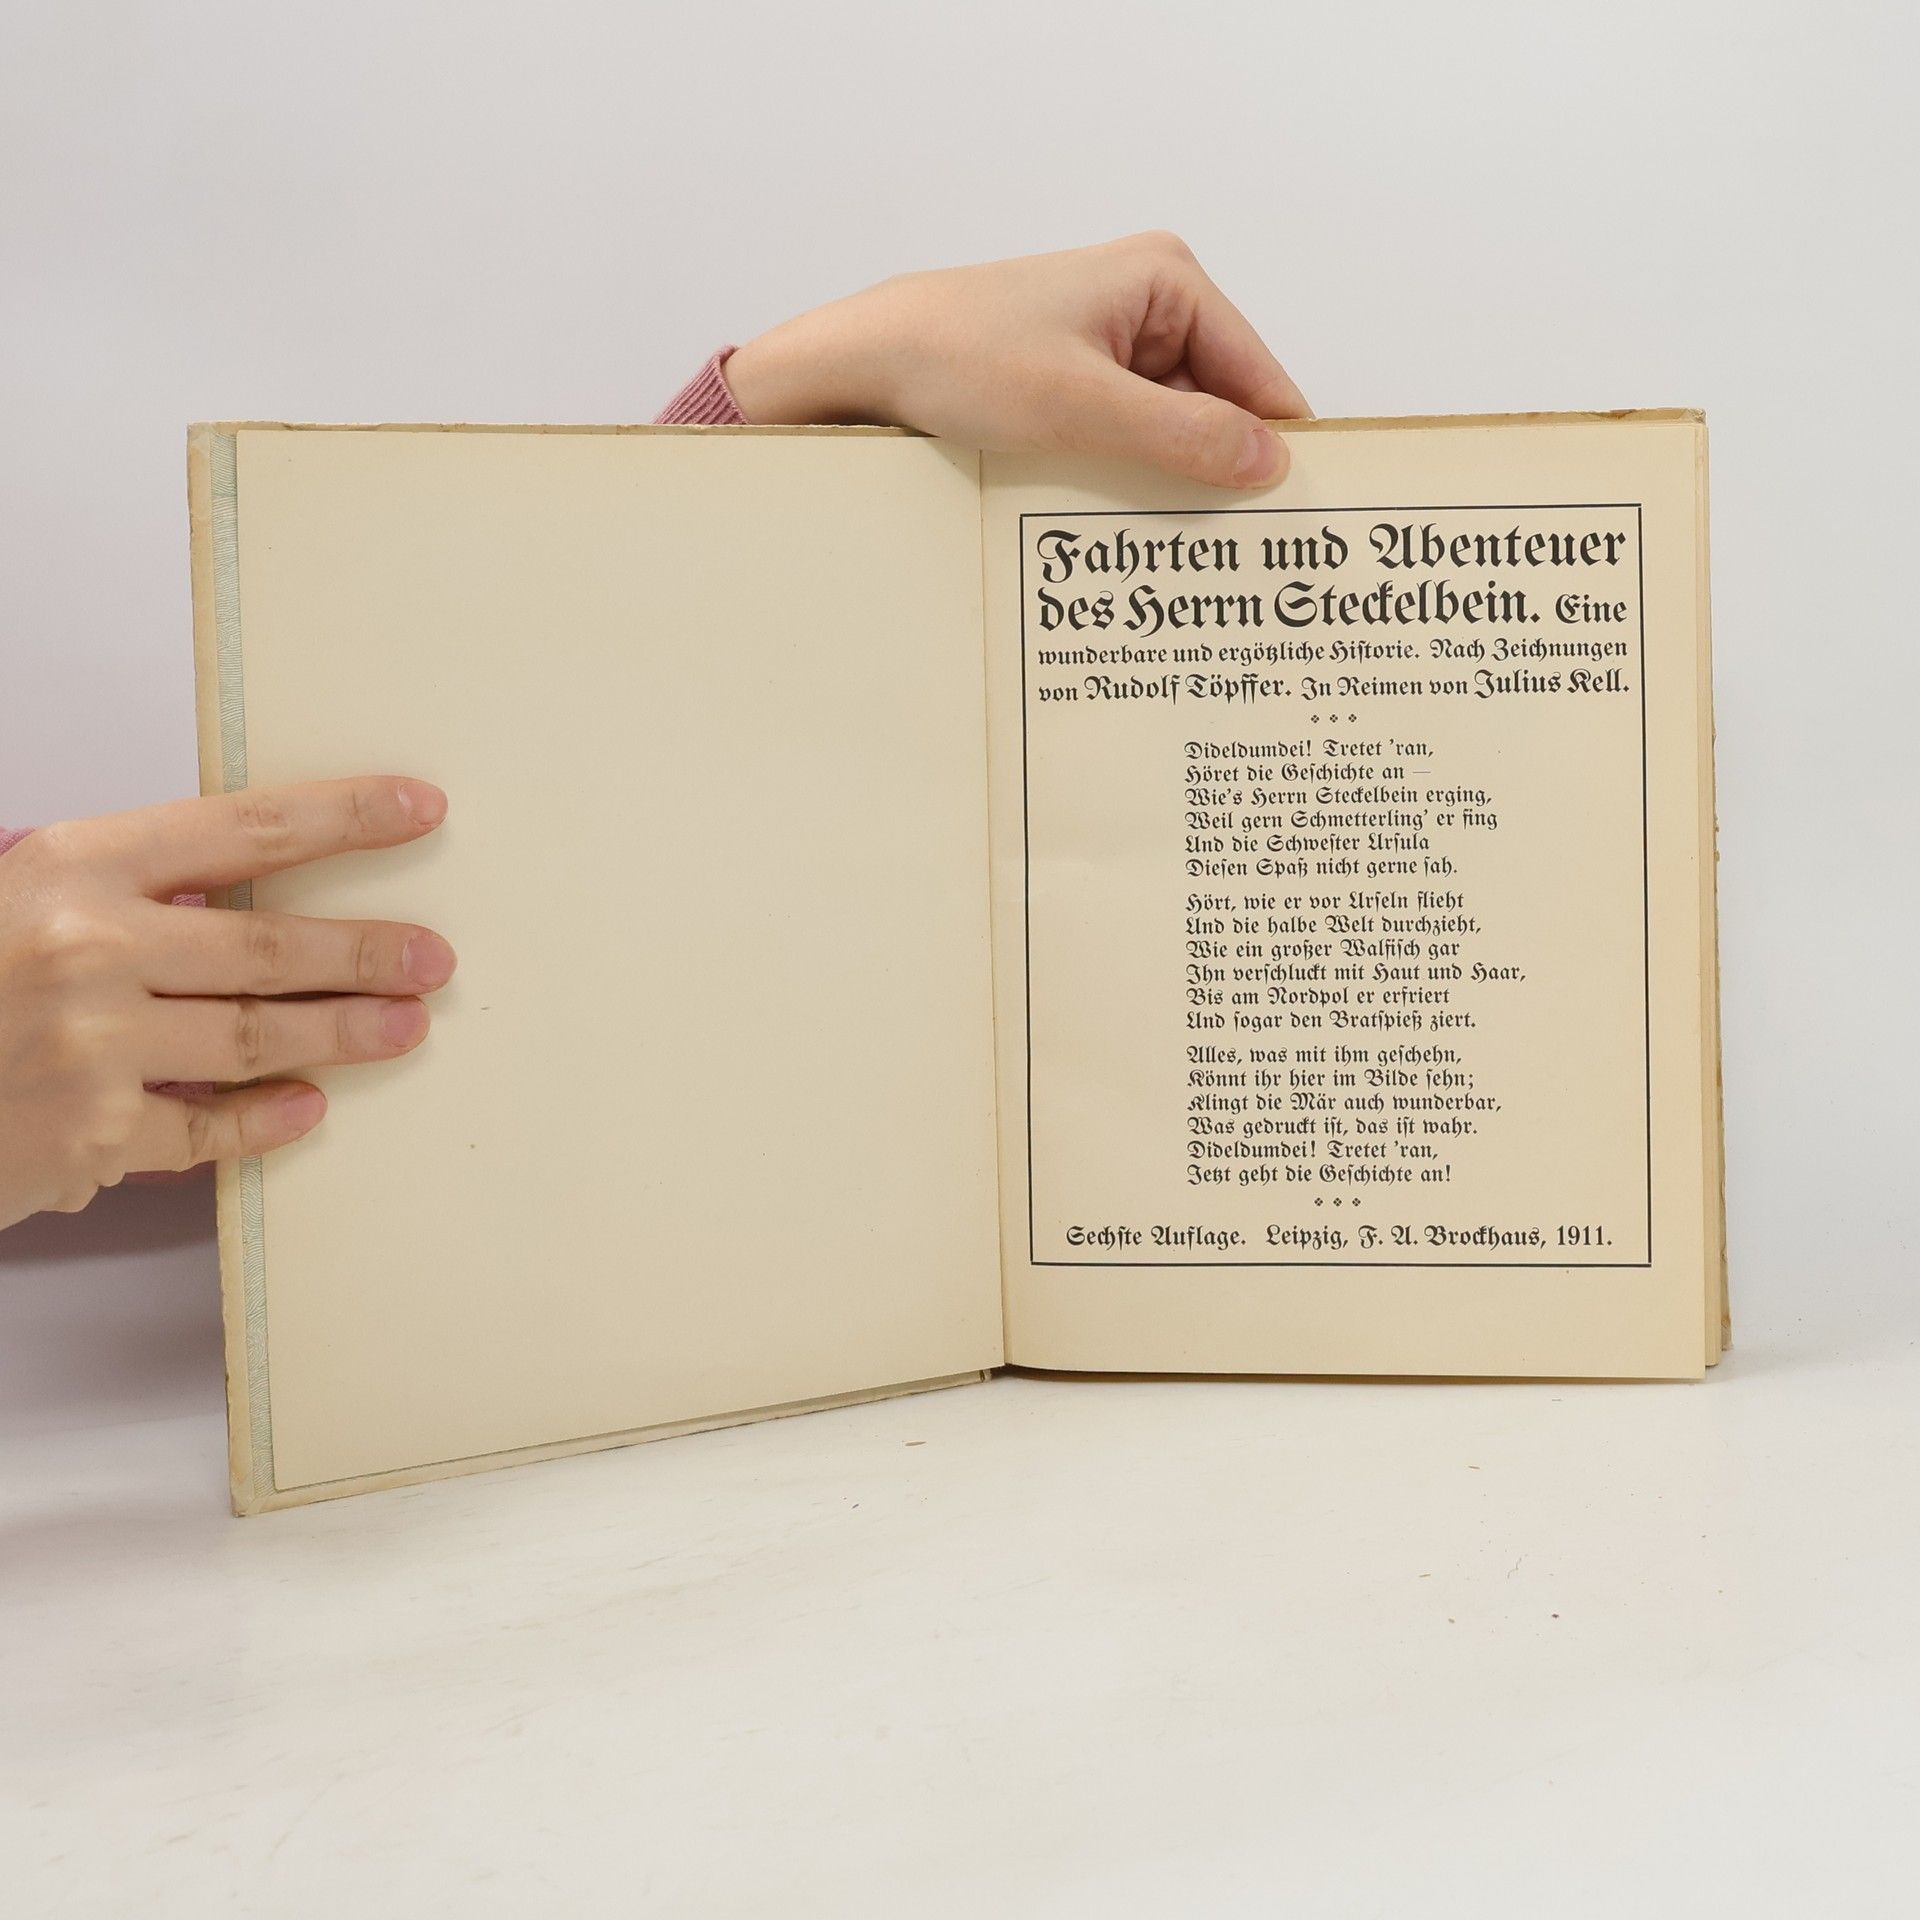 Fahrten und Abenteuer
des Herrn Steckelbein. Eine
wunderbare und ergötzliche Historie. Nach Zeichnungen
von Rudolf Töpffer. In Reimen von Julius Kell.
Dideldumdei! Tretet 'ran,
Höret die Geschichte an —
Wie's Herrn Steckelbein erging,
Weil gern Schmetterling' er fing
Und die Schwester Ursula
Diesen Spaß nicht gerne sah.
Hört, wie er vor Urseln flieht
Und die halbe Welt durchzieht,
Wie ein großer Walfisch gar
Ihn verschluckt mit Haut und Haar,
Bis am Nordpol er erfriert
Und sogar den Bratspieß ziert.
Alles, was mit ihm geschehn,
Könnt ihr hier im Bilde sehn;
Klingt die Mär auch wunderbar,
Was gedruckt ist, das ist wahr.
Dideldumdei! Tretet 'ran,
Jetzt geht die Geschichte an!
Sechste Auflage. Leipzig, F. A. Brockhaus, 1911.